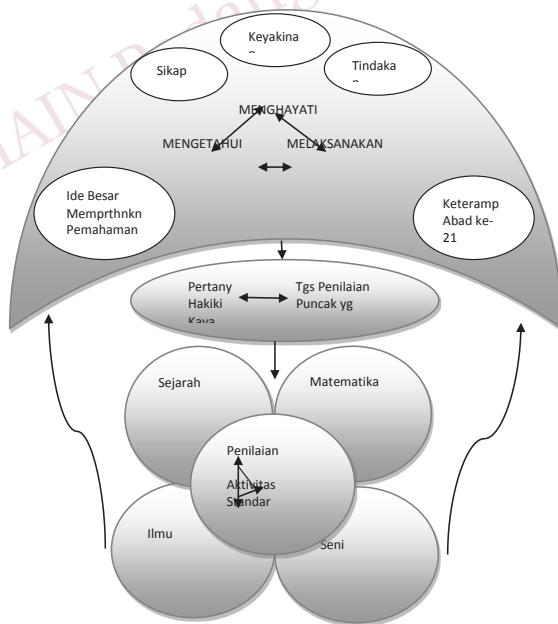 Keyakina
Sikap
Tindaka
MENGHAYATI
MENGETAHUI
MELAKSANAKAN
Ide Besar
Memprthnkn
Pemahaman
Keteramp
Abad ke-
21
Pertany
Hakiki
Kaya
Tgs Penilaian
Puncak yg
Sejarah
Matematika
Penilaian
Aktivitas
Standar
Ilmu
Seni